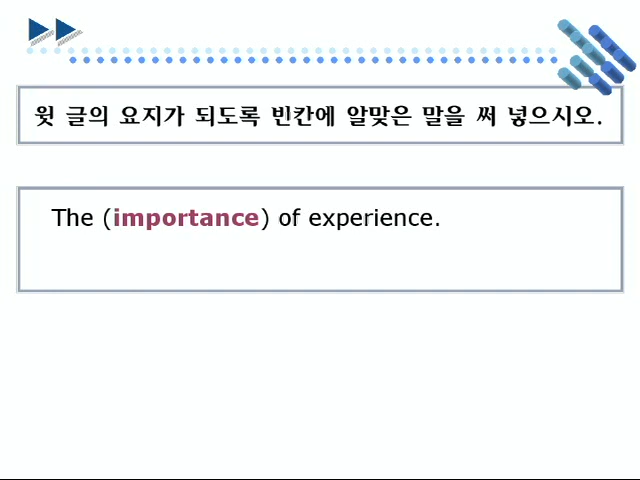 윗 글의 요지가 되도록 빈칸에 알맞은 말을 써 넣으시오.
The (importance) of experience.